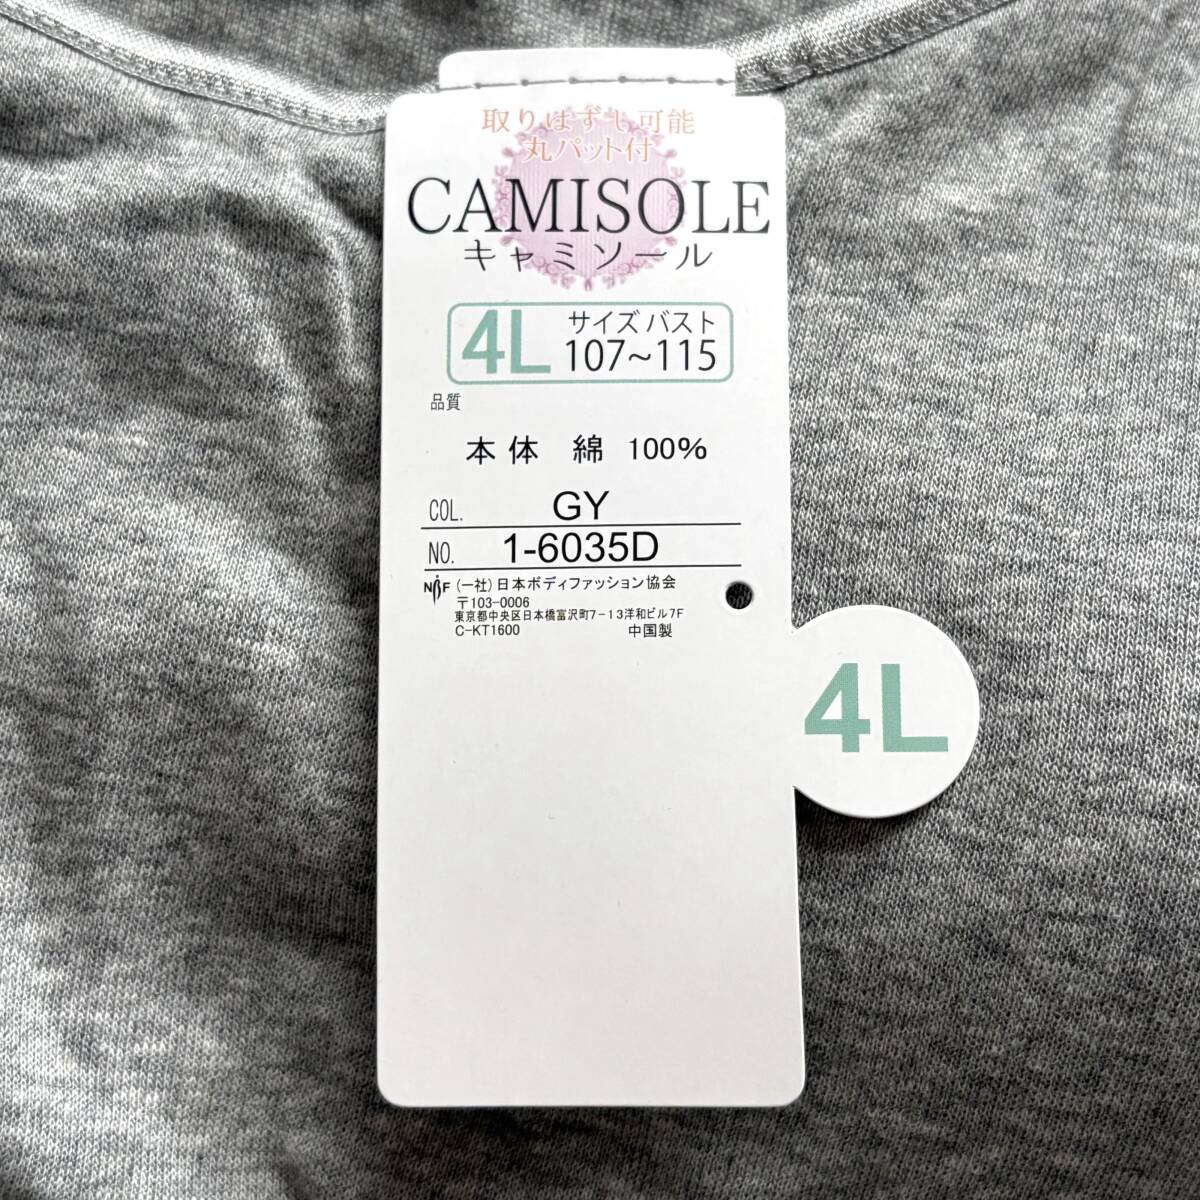 取りはずし可能
丸パット付
CAMISOLE
キャミソール
4L サイズ バスト
107~115
品質
本体 綿 100%
COL. GY
NO. 1-6035D
NBF (一社)日本ボディファッション協会
〒103-0006
東京都中央区日本橋富沢町7-13洋和ビル7F
C-KT1600 中国製
4L